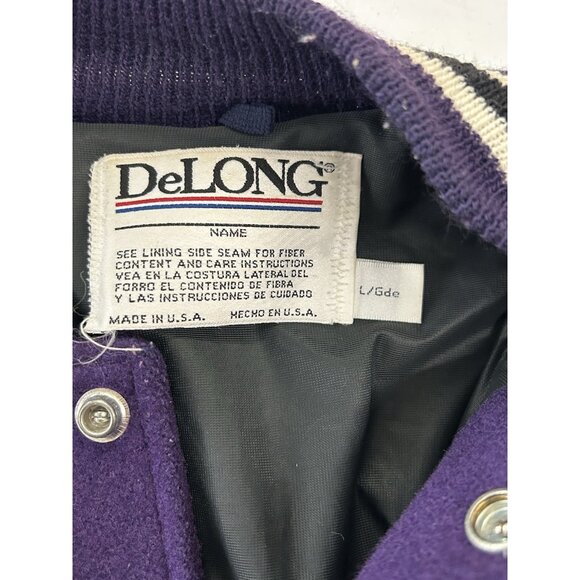 DeLONG®
NAME
SEE LINING SIDE SEAM FOR FIBER
CONTENT AND CARE INSTRUCTIONS
VEA EN LA COSTURA LATERAL DEL
FORRO EL CONTENIDO DE FIBRA
Y LAS INSTRUCCIONES DE CUIDADO
MADE IN U.S.A. HECHO EN U.S.A.
L/Gde